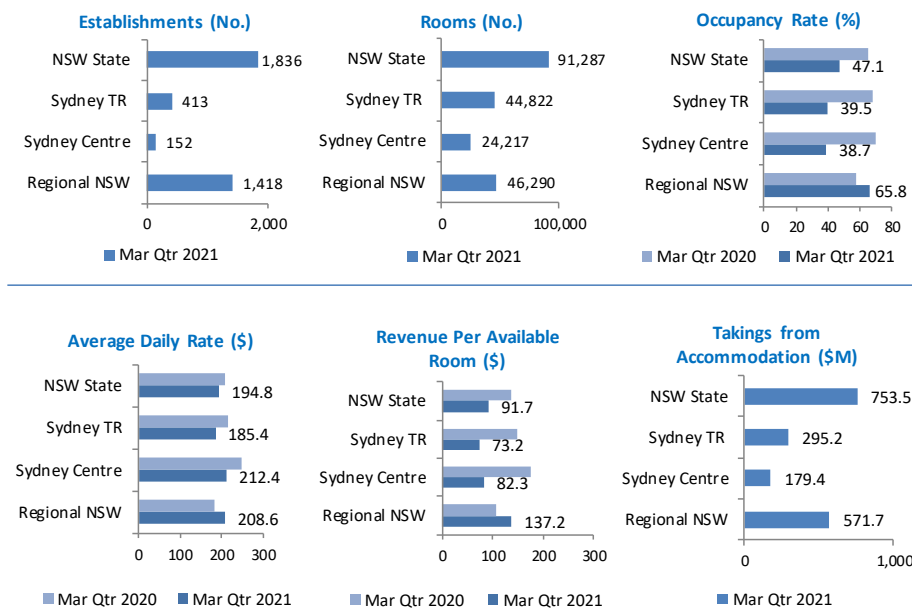 Establishments (No.)
NSW State
1,836
Sydney TR
413
Sydney Centre
152
Regional NSW
1,418
0
2,000
Mar Qtr 2021
Rooms (No.)
NSW State
91,287
Sydney TR
44,822
Sydney Centre
24,217
Regional NSW
46,290
0
100,000
Mar Qtr 2021
Occupancy Rate (%)
NSW State
47.1
Sydney TR
39.5
Sydney Centre
38.7
Regional NSW
65.8
0 20 40 60 80
Mar Qtr 2020 Mar Qtr 2021
Average Daily Rate ($)
NSW State
194.8
Sydney TR
185.4
Sydney Centre
212.4
Regional NSW
208.6
0 100 200 300
Mar Qtr 2020 Mar Qtr 2021
Revenue Per Available
Room ($)
NSW State
91.7
Sydney TR
73.2
Sydney Centre
82.3
Regional NSW
137.2
0 100 200 300
Mar Qtr 2020 Mar Qtr 2021
Takings from
Accommodation ($M)
NSW State
753.5
Sydney TR
295.2
Sydney Centre
179.4
Regional NSW
571.7
0
1,000
Mar Qtr 2021